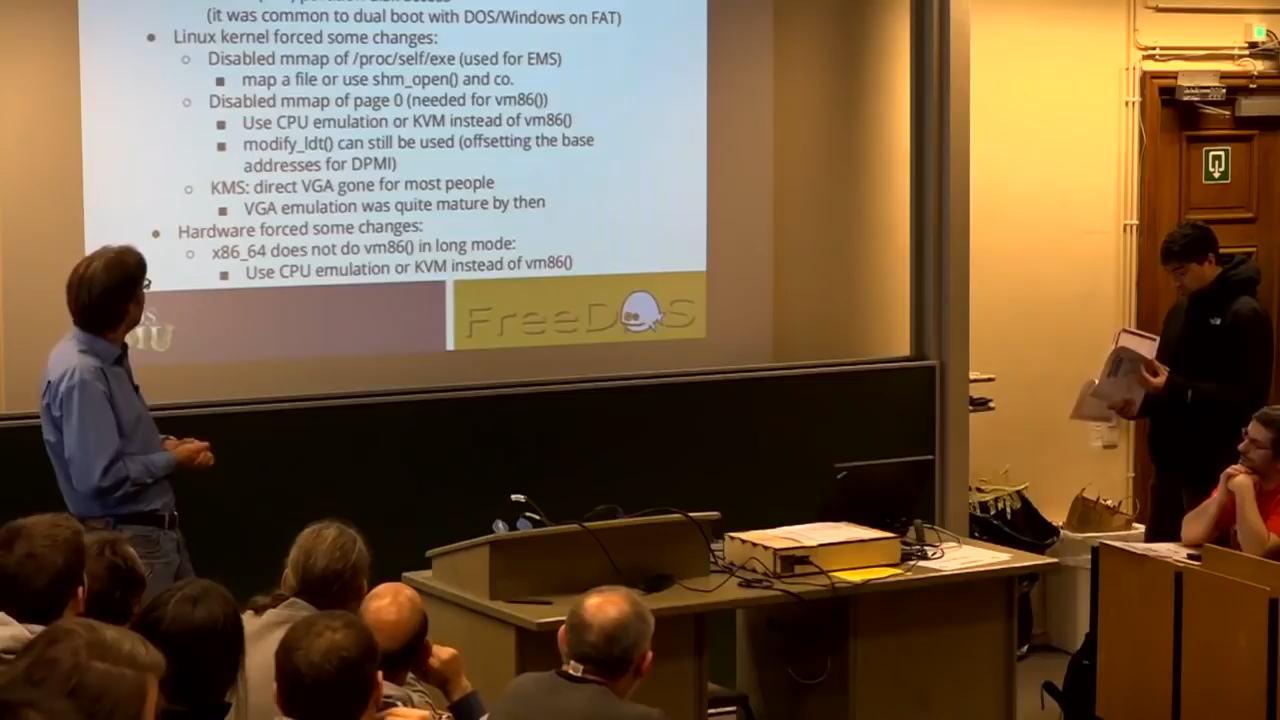 (it was common to dual boot with DOS/Windows on FAT)
● Linux kernel forced some changes:
○ Disabled mmap of /proc/self/exe (used for EMS)
■ map a file or use shm_open() and co.
○ Disabled mmap of page 0 (needed for vm86())
■ Use CPU emulation or KVM instead of vm86()
■ modify_ldt() can still be used (offsetting the base
addresses for DPMI)
○ KMS: direct VGA gone for most people
■ VGA emulation was quite mature by then
● Hardware forced some changes:
○ x86_64 does not do vm86() in long mode:
■ Use CPU emulation or KVM instead of vm86()
FreeDOS